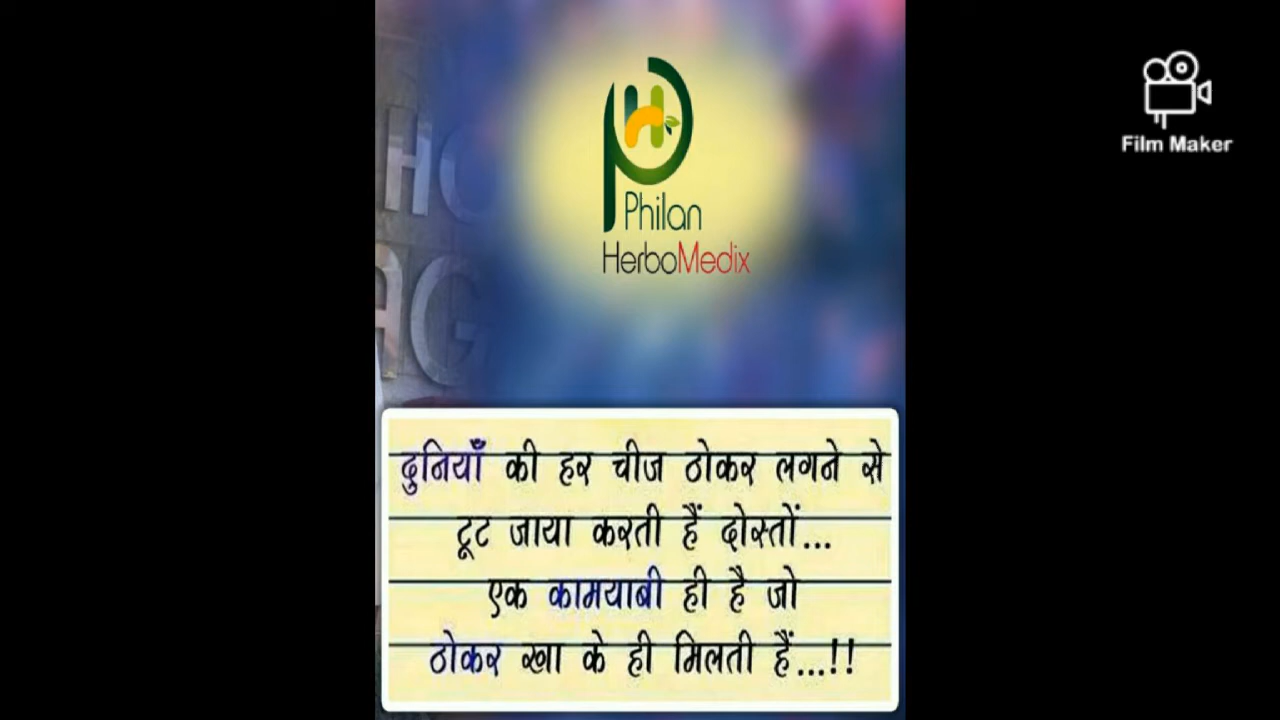 Film Maker
Philan
HerboMedix
दुनियाँ की हर चीज ठोकर लगने से
टूट जाया करती हैं दोस्तों...
एक कामयाबी ही है जो
ठोकर खा के ही मिलती हैं...!!